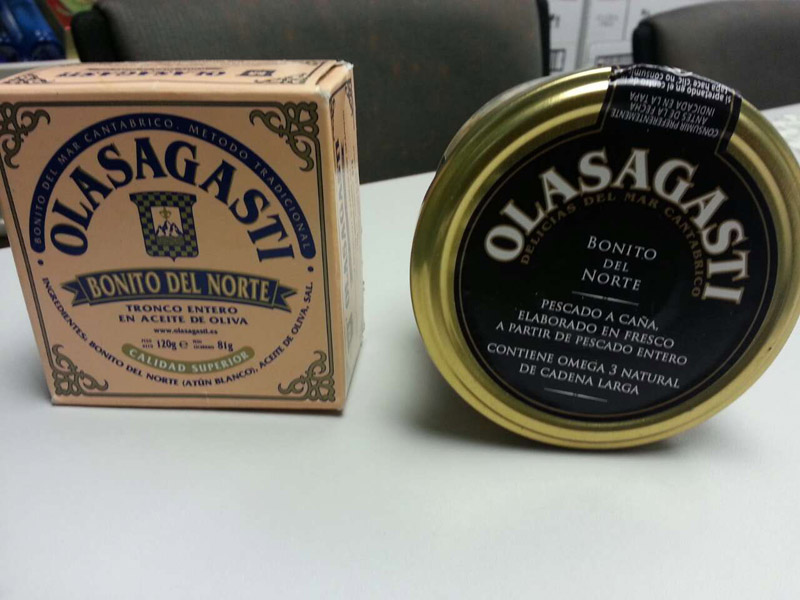 OLASAGASTI
BONITO DEL MAR CANTABRICO. METODO TRADICIONAL
OLASAGASTI
BONITO DEL NORTE
TRONCO ENTERO
EN ACEITE DE OLIVA
www.olasagasti.es
120g e 81g
CALIDAD SUPERIOR
INGREDIENTES: BONITO DEL NORTE (ATÚN BLANCO), ACEITE DE OLIVA, SAL.
CONSUMIR PREFERENTEMENTE
ANTES DE LA FECHA
INDICADA EN LA TAPA
OLASAGASTI
DELICIAS DEL MAR CANTABRICO
BONITO
DEL
NORTE
PESCADO A CAÑA,
ELABORADO EN FRESCO
A PARTIR DE PESCADO ENTERO
CONTIENE OMEGA 3 NATURAL
DE CADENA LARGA